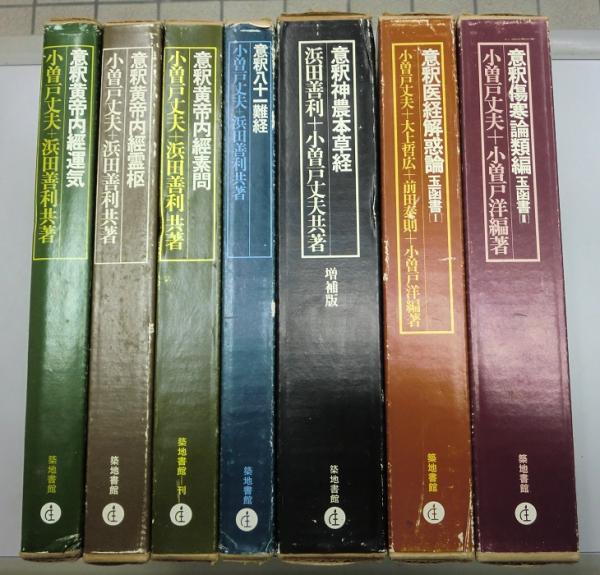 意釈黄帝内經運気
小曽戸丈夫+浜田善利共著
築地書館
意釈黄帝内經霊枢
小曽戸丈夫+浜田善利共著
築地書館
意釈黄帝内經素問
小曽戸丈夫+浜田善利共著
築地書館・刊
意釈八十一難経
小曽戸丈夫+浜田善利共著
築地書館
意釈神農本草経
浜田善利+小曽戸丈夫共著
増補版
築地書館
意釈医経解惑論 玉函書Ⅰ
小曽戸丈夫+大上哲広+前田泰則+小曽戸洋編著
築地書館
意釈傷寒論類編 玉函書Ⅱ
小曽戸丈夫+小曽戸洋編著
築地書館